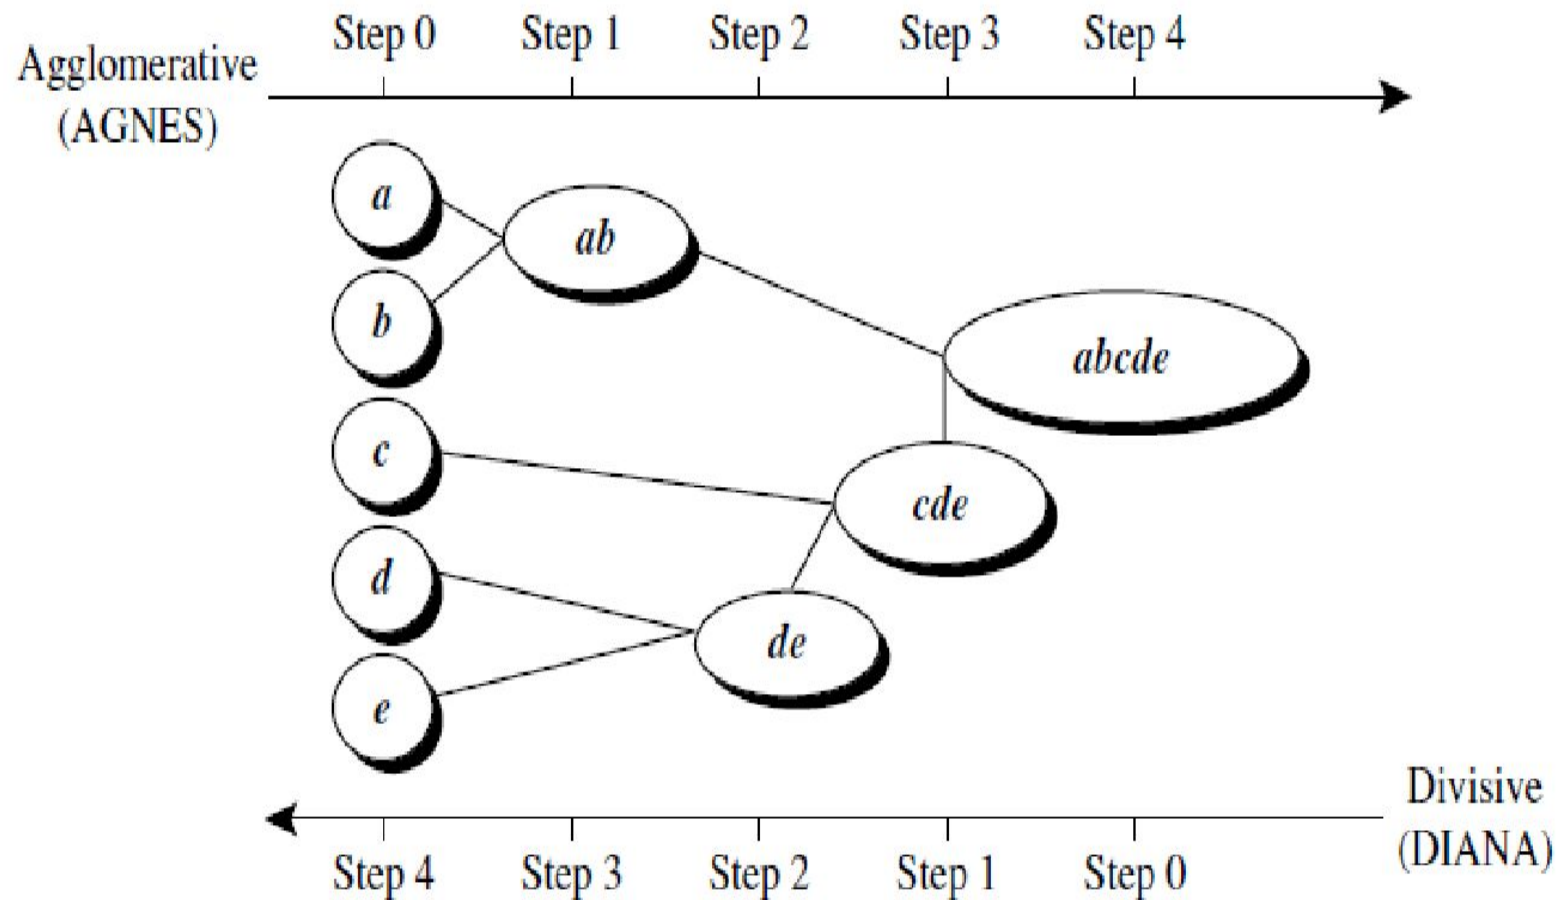 Step 0 Step 1 Step 2 Step 3 Step 4
Agglomerative
(AGNES)
a
ab
b
abcde
c
cde
d
de
e
Divisive
(DIANA)
Step 4 Step 3 Step 2 Step 1 Step 0